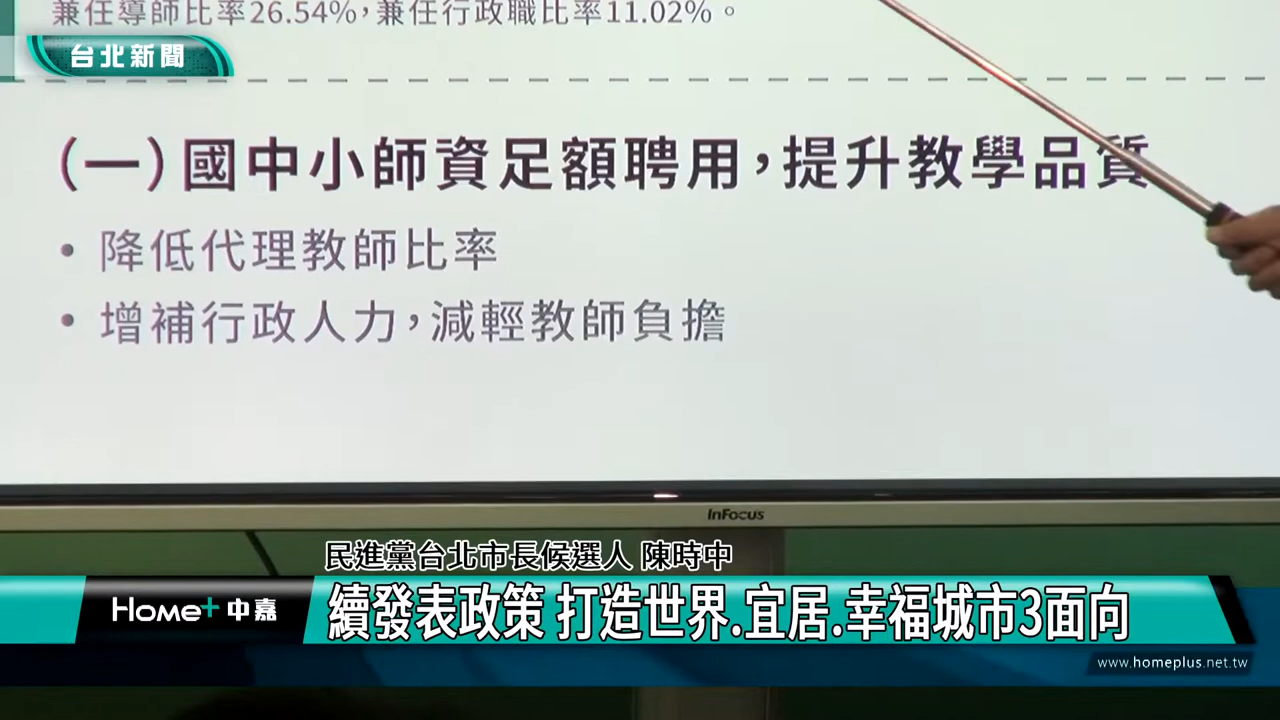 兼任導師比率26.54%,兼任行政職比率11.02%。
台北新聞
(一)國中小師資足額聘用,提升教學品質
• 降低代理教師比率
• 增補行政人力,減輕教師負擔
InFocus
民進黨台北市長候選人 陳時中
Home+中嘉
續發表政策 打造世界.宜居.幸福城市3面向
www.homeplus.net.tw